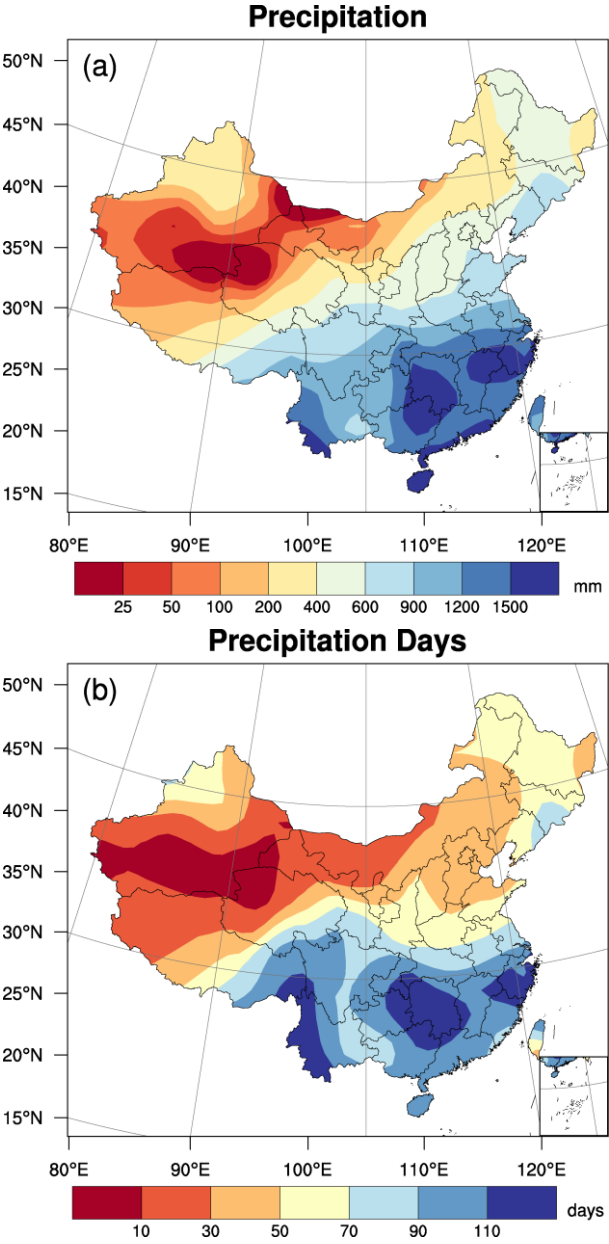 Precipitation
(a)
50°N
45°N
40°N
35°N
30°N
25°N
20°N
15°N
80°E 90°E 100°E 110°E 120°E
25 50 100 200 400 600 900 1200 1500 mm
Precipitation Days
(b)
50°N
45°N
40°N
35°N
30°N
25°N
20°N
15°N
80°E 90°E 100°E 110°E 120°E
10 30 50 70 90 110 days